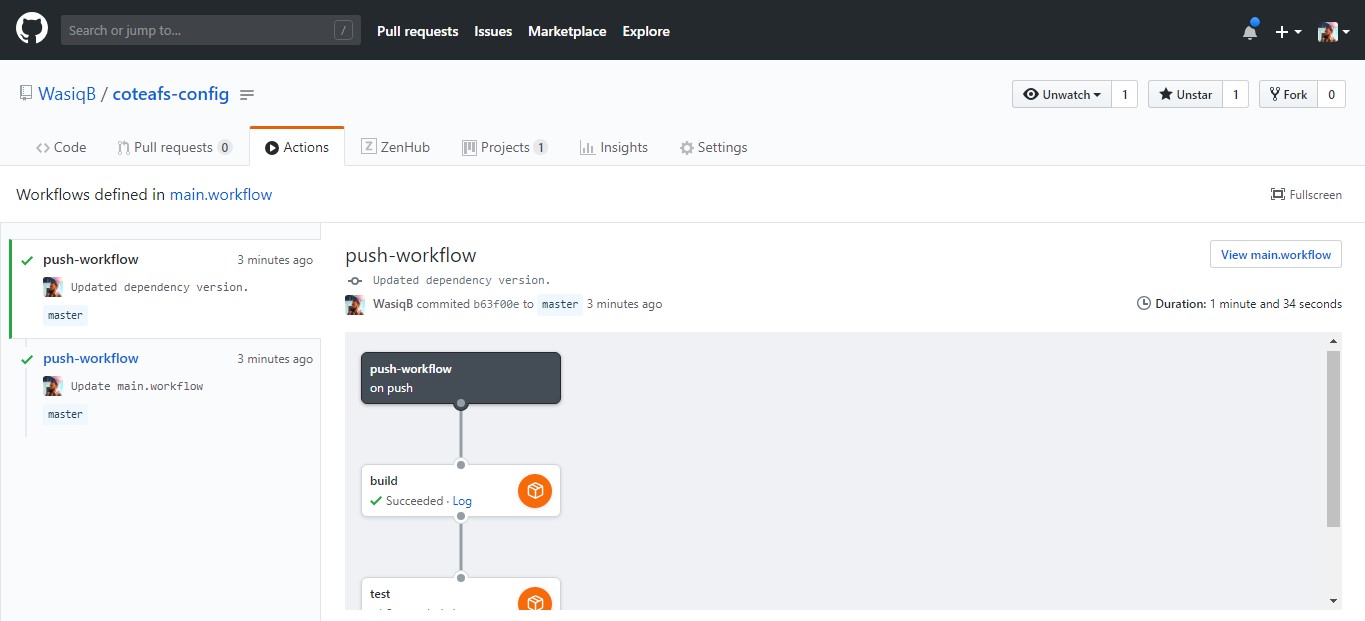 Search or jump to... /
Pull requests Issues Marketplace Explore
WasiqB / coteafs-config
Unwatch 1 Unstar 1 Fork 0
Code Pull requests 0 Actions Z ZenHub Projects 1 Insights Settings
Workflows defined in main.workflow
Fullscreen
push-workflow 3 minutes ago
Updated dependency version.
master
push-workflow 3 minutes ago
Update main.workflow
master
push-workflow
View main.workflow
Updated dependency version.
WasiqB commited b63f00e to master 3 minutes ago
Duration: 1 minute and 34 seconds
push-workflow
on push
build
Succeeded · Log
test